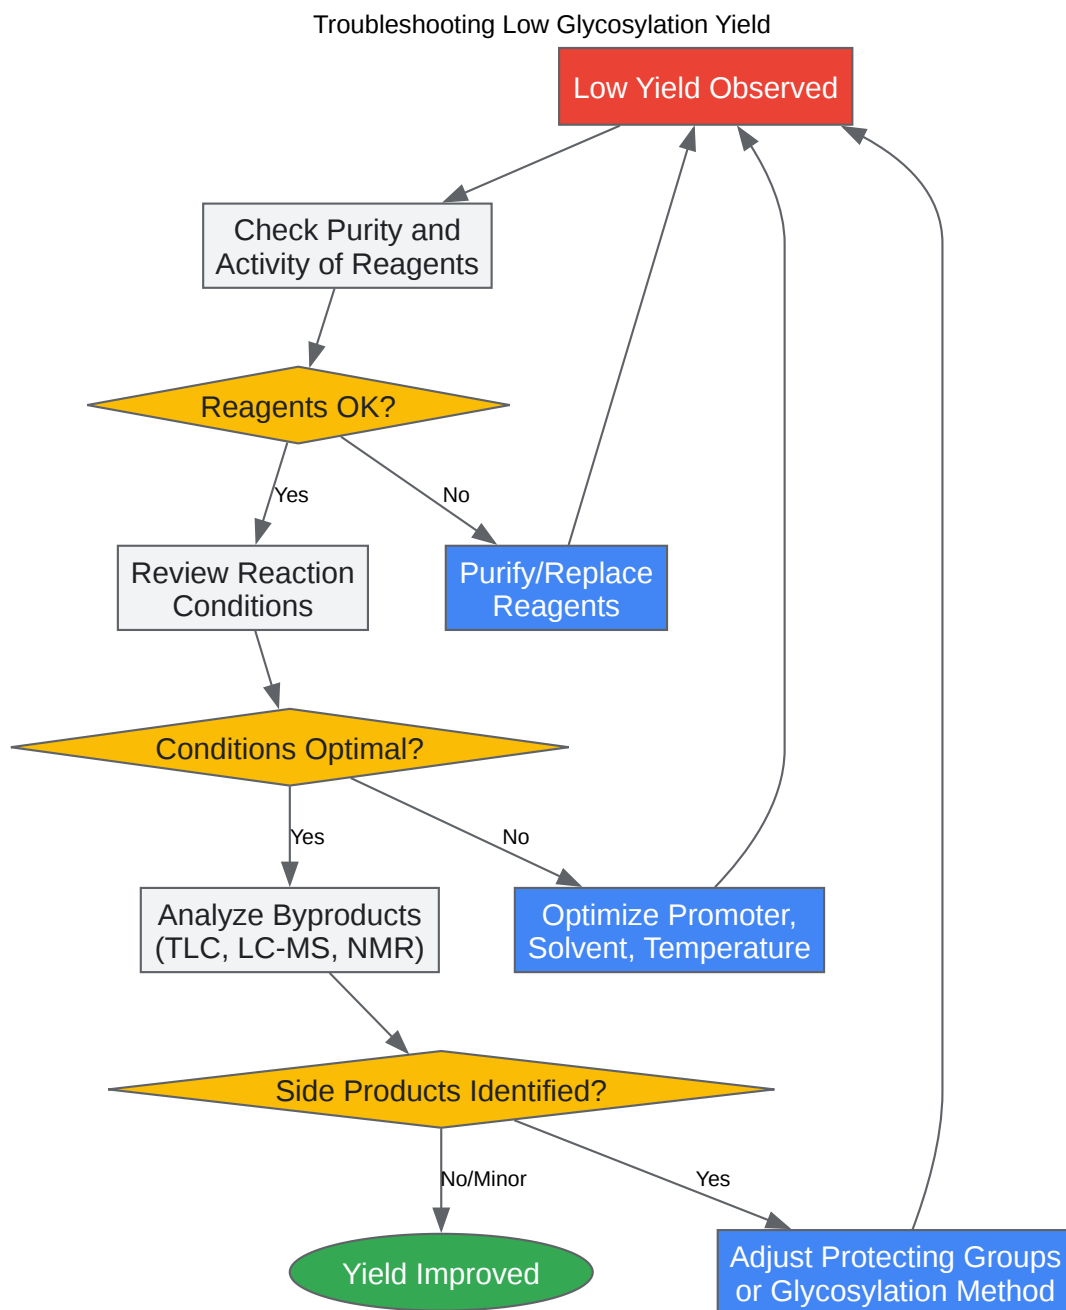 Troubleshooting Low Glycosylation Yield
Low Yield Observed
Check Purity and
Activity of Reagents
Reagents OK?
Yes
No
Review Reaction
Conditions
Purify/Replace
Reagents
Conditions Optimal?
Yes
No
Analyze Byproducts
(TLC, LC-MS, NMR)
Optimize Promoter,
Solvent, Temperature
Side Products Identified?
No/Minor
Yes
Yield Improved
Adjust Protecting Groups
or Glycosylation Method